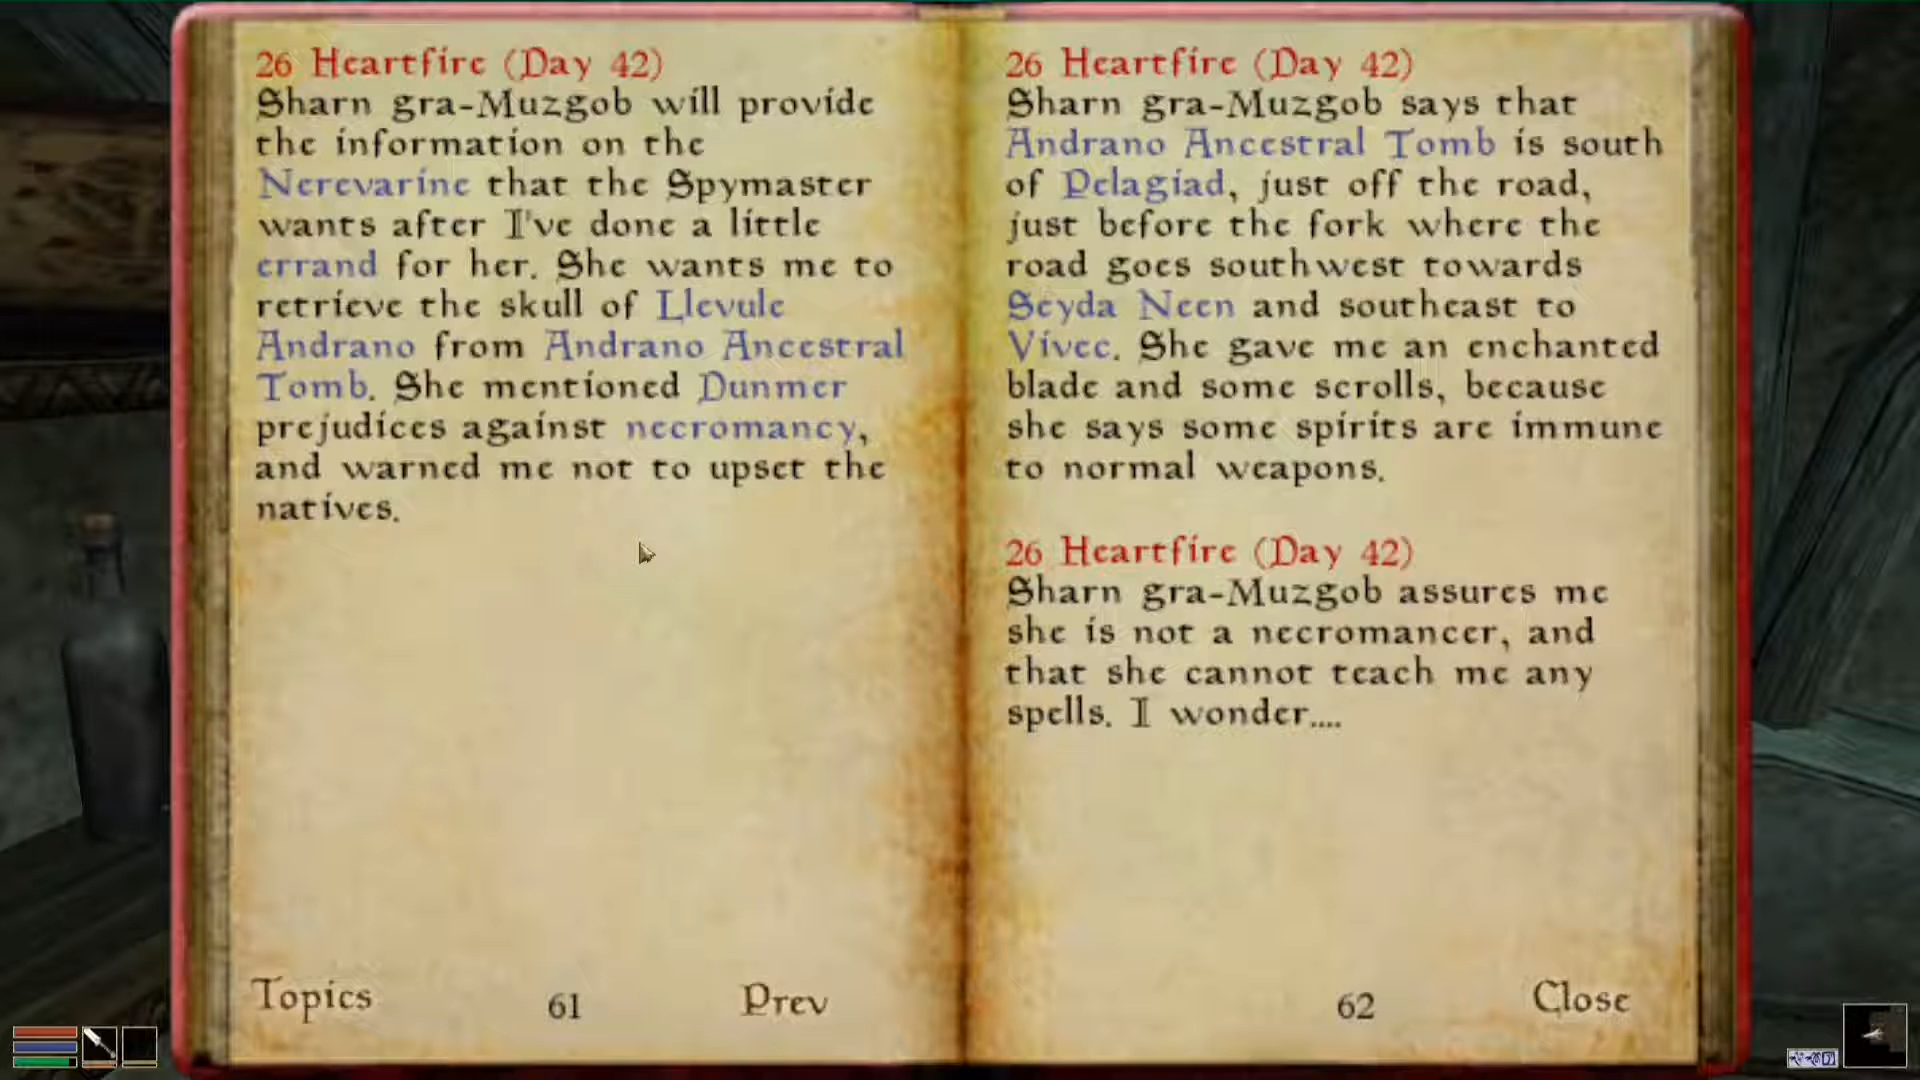 26 Heartfire (Day 42)
Sharn gra-Muzgob will provide
the information on the
Nerevarine that the Spymaster
wants after I've done a little
errand for her. She wants me to
retrieve the skull of Llevule
Andrano from Andrano Ancestral
Tomb. She mentioned Dunmer
prejudices against necromancy,
and warned me not to upset the
natives.
Topics
61
Prev
26 Heartfire (Day 42)
Sharn gra-Muzgob says that
Andrano Ancestral Tomb is south
of Pelagiad, just off the road,
just before the fork where the
road goes southwest towards
Seyda Neen and southeast to
Vivec. She gave me an enchanted
blade and some scrolls, because
she says some spirits are immune
to normal weapons.
26 Heartfire (Day 42)
Sharn gra-Muzgob assures me
she is not a necromancer, and
that she cannot teach me any
spells. I wonder....
62
Close